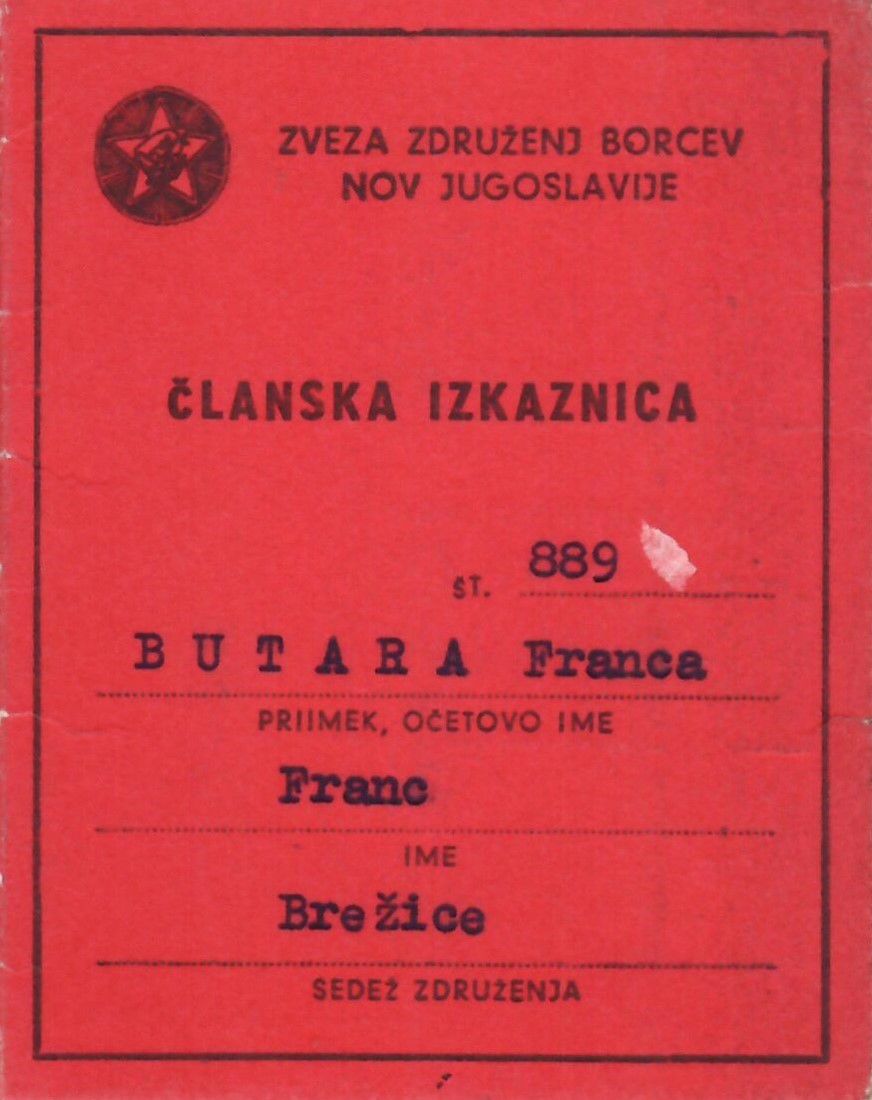 ZVEZA ZDRUŽENJ BORCEV
NOV JUGOSLAVIJE
ČLANSKA IZKAZNICA
ŠT. 889
BUTARA Franca
PRIIMEK, OČETOVO IME
Franc
IME
Brežice
SEDEŽ ZDRUŽENJA